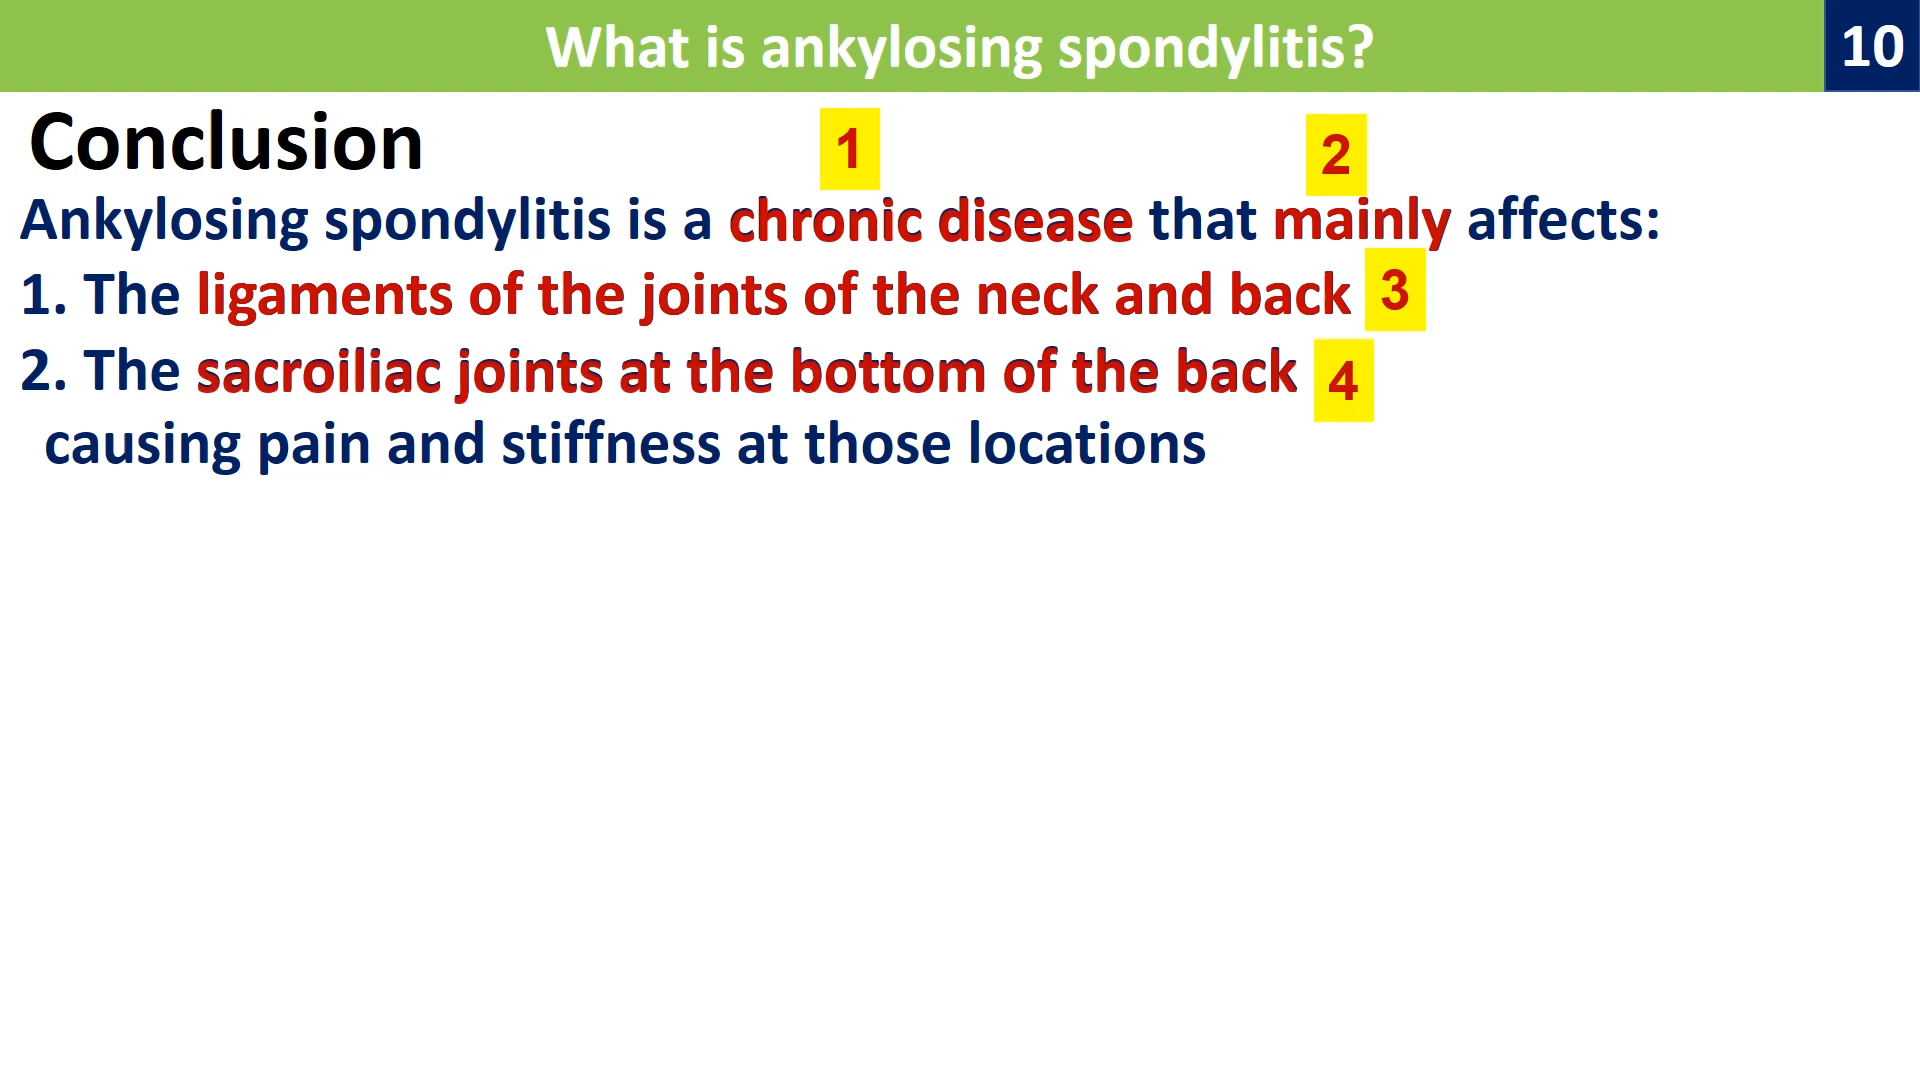 What is ankylosing spondylitis? 10
Conclusion 1 2
Ankylosing spondylitis is a chronic disease that mainly affects:
1. The ligaments of the joints of the neck and back 3
2. The sacroiliac joints at the bottom of the back 4
causing pain and stiffness at those locations